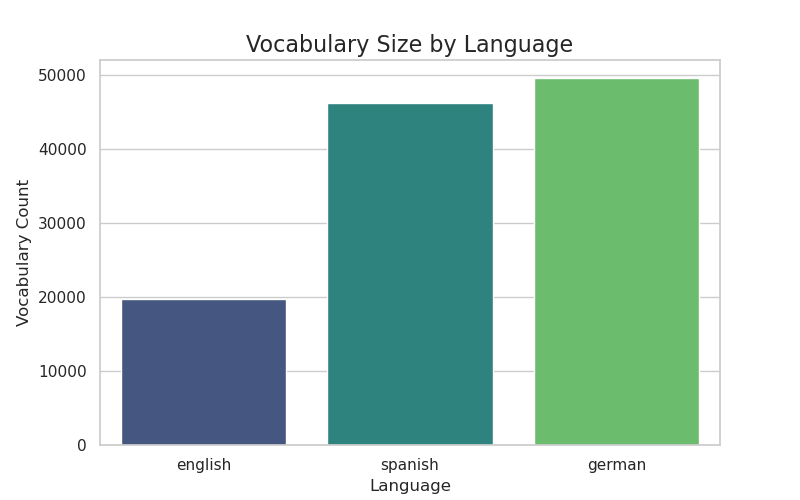 Vocabulary Size by Language
50000
40000
30000
20000
10000
0
Vocabulary Count
english spanish german
Language